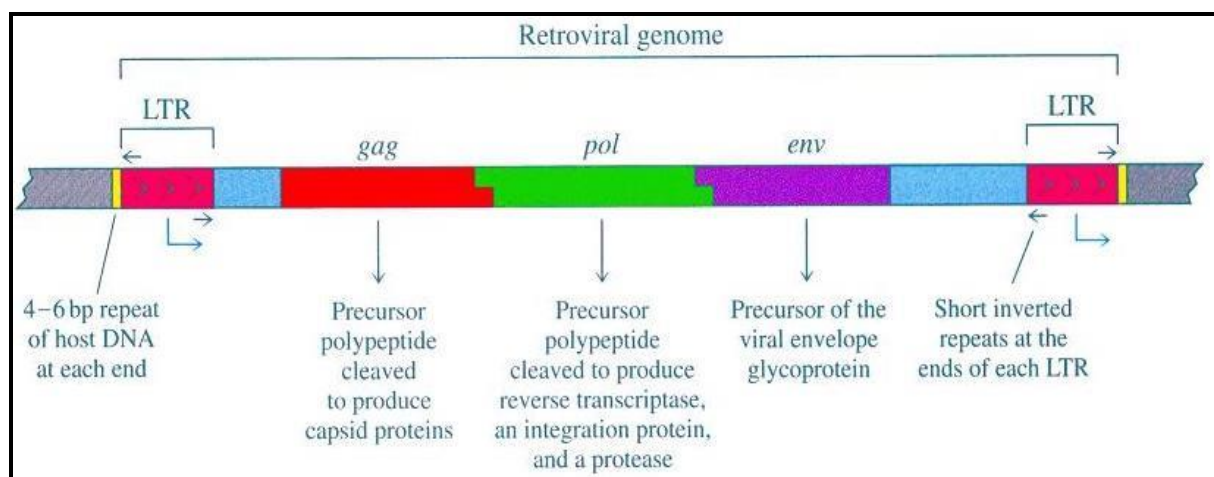 Retroviral genome
LTR
LTR
gag
pol
env
4–6 bp repeat
of host DNA
at each end
Precursor
polypeptide
cleaved
to produce
capsid proteins
Precursor
polypeptide
cleaved to produce
reverse transcriptase,
an integration protein,
and a protease
Precursor of the
viral envelope
glycoprotein
Short inverted
repeats at the
ends of each LTR